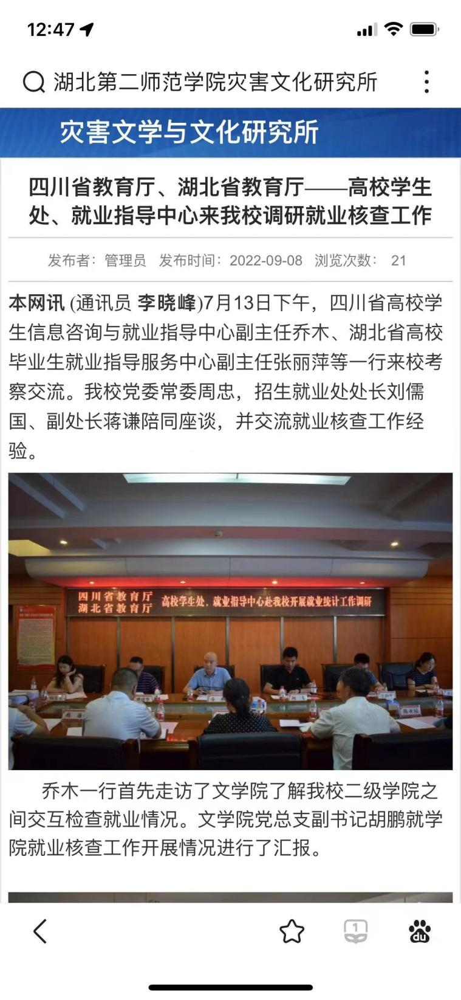 12:47
湖北第二师范学院灾害文化研究所
灾害文学与文化研究所
四川省教育厅、湖北省教育厅——高校学生
处、就业指导中心来我校调研就业核查工作
发布者：管理员 发布时间：2022-09-08 浏览次数： 21
本网讯 (通讯员 李晓峰)7月13日下午，四川省高校学
生信息咨询与就业指导中心副主任乔木、湖北省高校
毕业生就业指导服务中心副主任张丽萍等一行来校考
察交流。我校党委常委周忠，招生就业处处长刘儒
国、副处长蒋谦陪同座谈，并交流就业核查工作经
验。
四川省教育厅
湖北省教育厅
高校学生处、就业指导中心赴我校开展就业统计工作调研
乔木一行首先走访了文学院了解我校二级学院之
间交互检查就业情况。文学院党总支副书记胡鹏就学
院就业核查工作开展情况进行了汇报。
1
du